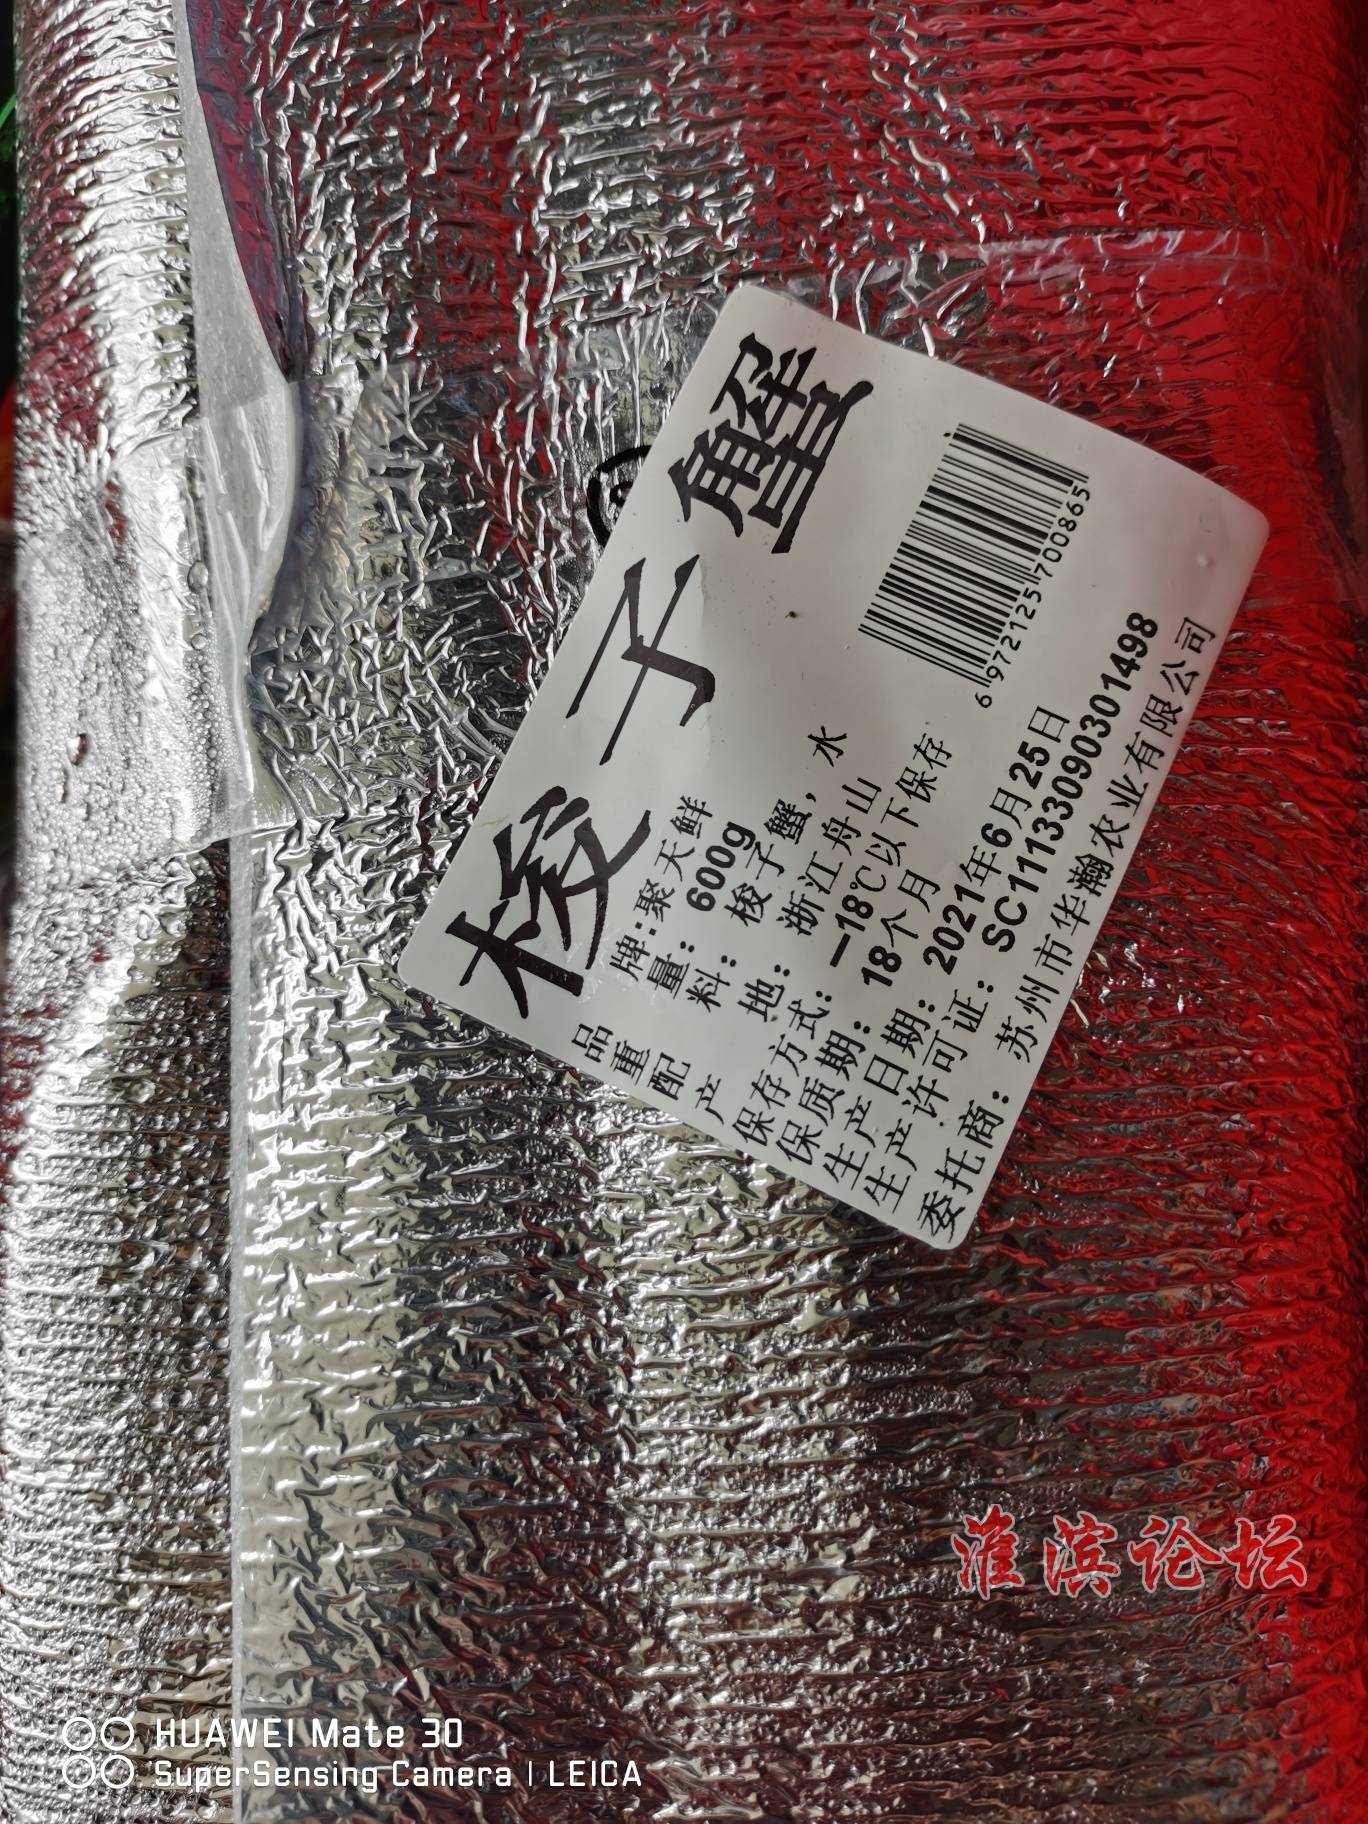 梭子蟹
品 牌：聚天鲜
重 量：600g
配 料：梭子蟹，水
产 地：浙江舟山
保存方式：—18℃以下保存
保质期：18个月
生产日期：2021年6月25日
生产许可证：SC11133090301498
委托商：苏州市华瀚农业有限公司
6 972125 700865
淮滨论坛
HUAWEI Mate 30
SuperSensing Camera | LEICA